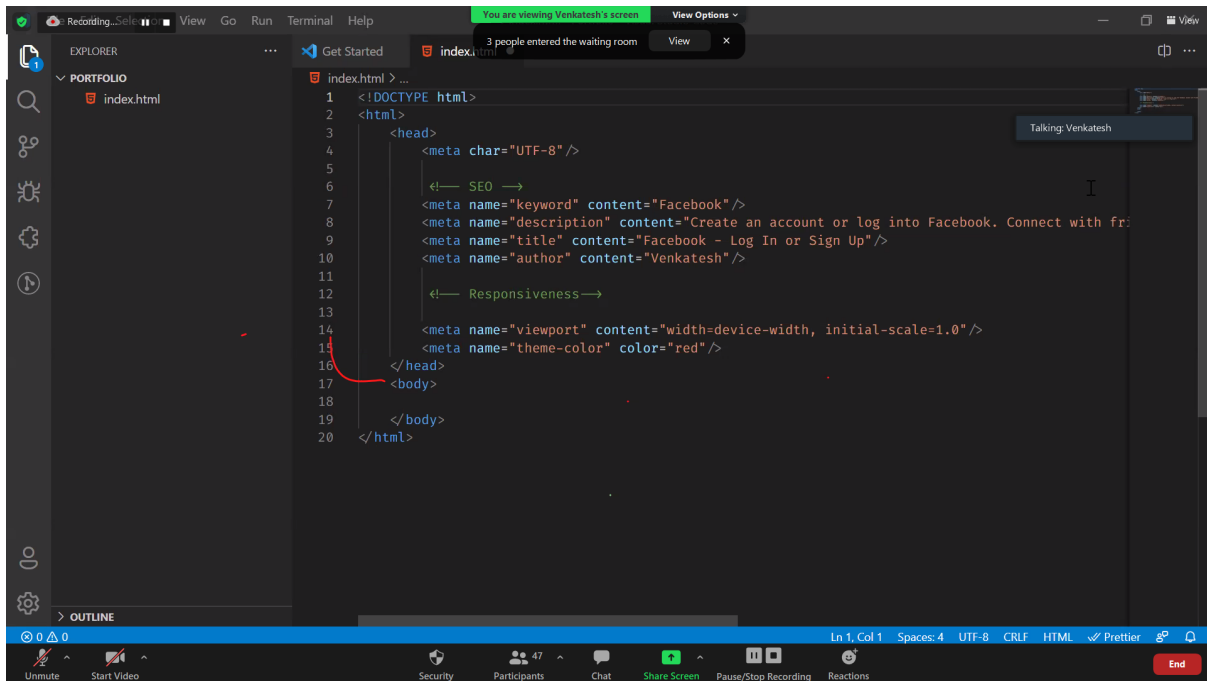 Recording...
View Go Run Terminal Help
You are viewing Venkatesh's screen
View Options
View
3 people entered the waiting room
View
EXPLORER
Get Started
index.html
PORTFOLIO
index.html
index.html > ...
1 <!DOCTYPE html>
2 <html>
3 <head>
4 <meta char="UTF-8"/>
5
6 <!-- SEO -->
7 <meta name="keyword" content="Facebook"/>
8 <meta name="description" content="Create an account or log into Facebook. Connect with fri
9 <meta name="title" content="Facebook - Log In or Sign Up"/>
10 <meta name="author" content="Venkatesh"/>
11
12 <!-- Responsiveness-->
13
14 <meta name="viewport" content="width=device-width, initial-scale=1.0"/>
15 <meta name="theme-color" color="red"/>
16 </head>
17 <body>
18
19 </body>
20 </html>
Talking: Venkatesh
1
OUTLINE
0 0
Ln 1, Col 1 Spaces: 4 UTF-8 CRLF HTML Prettier
Unmute
Start Video
Security
47
Participants
Chat
Share Screen
Pause/Stop Recording
Reactions
End